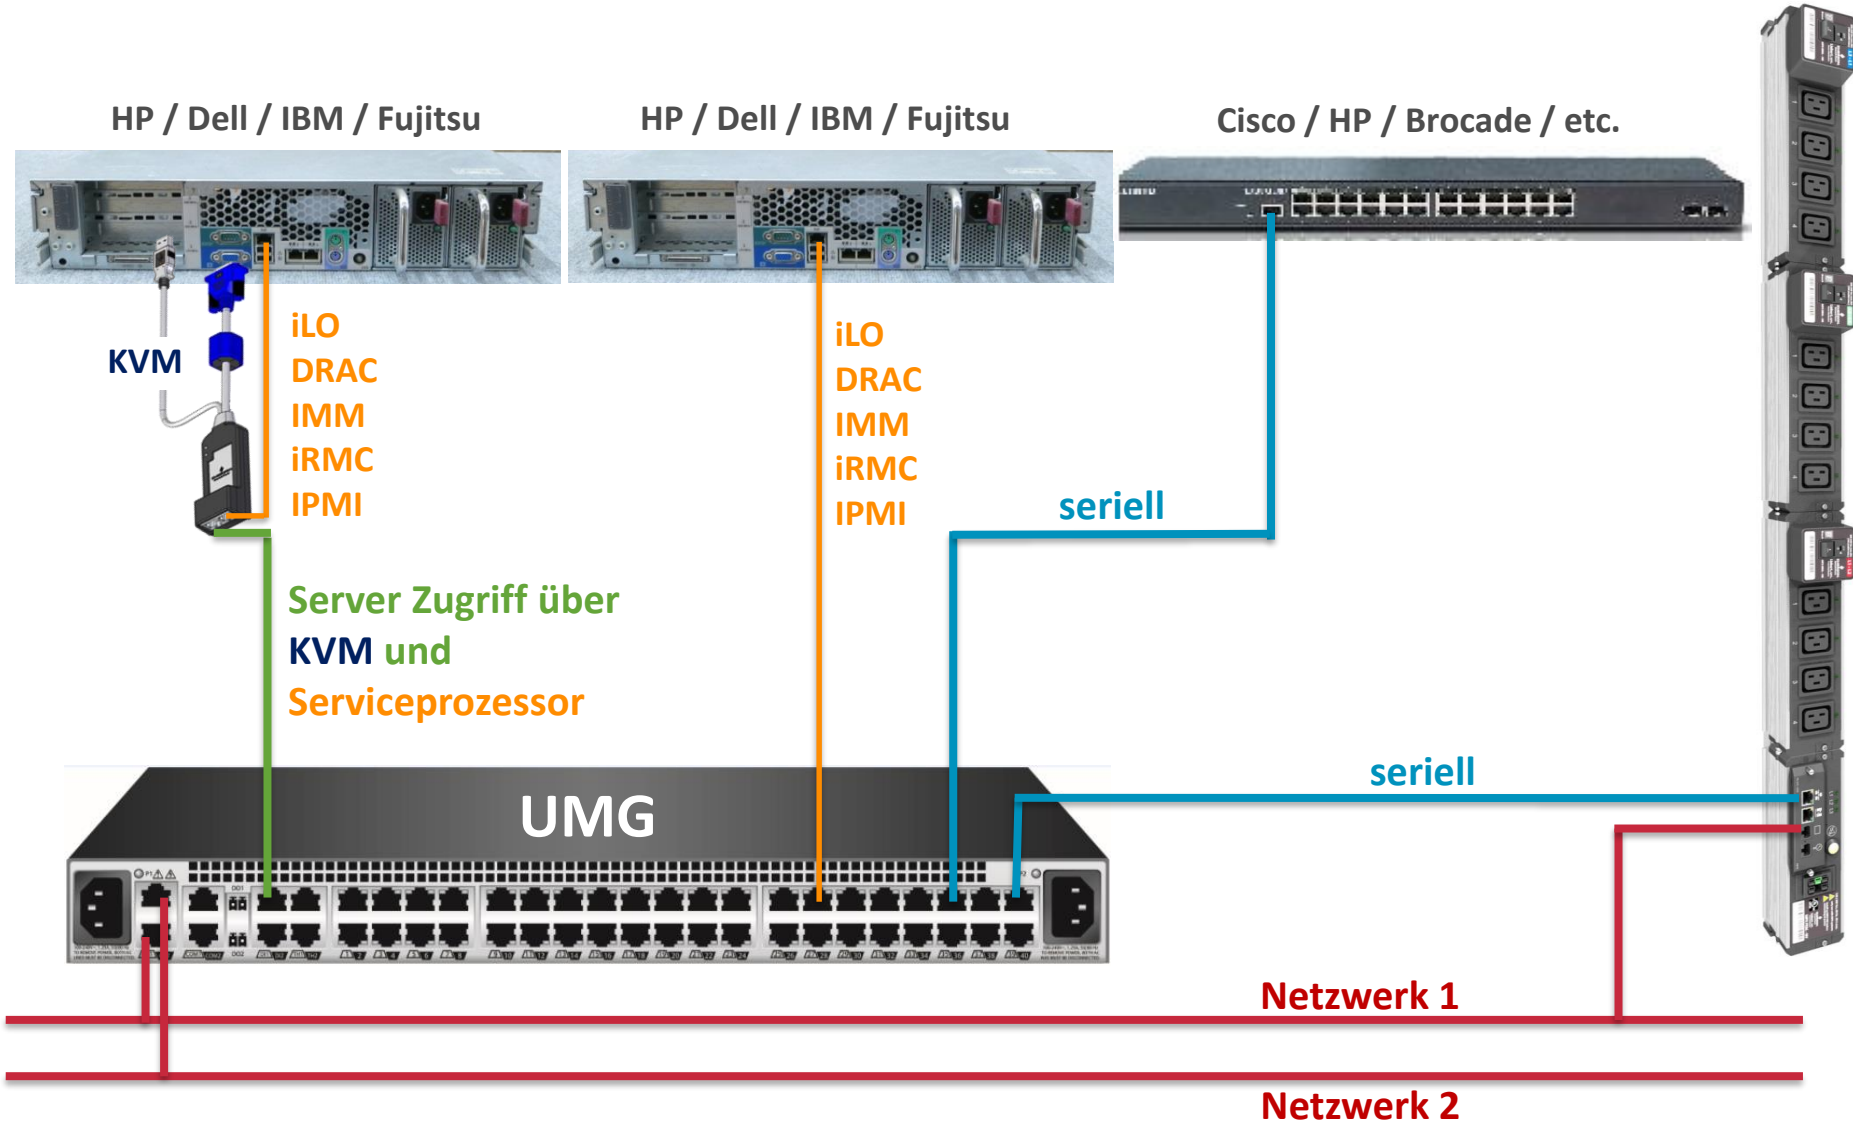 HP / Dell / IBM / Fujitsu
HP / Dell / IBM / Fujitsu
Cisco / HP / Brocade / etc.
KVM
iLO
DRAC
IMM
iRMC
IPMI
iLO
DRAC
IMM
iRMC
IPMI
seriell
Server Zugriff über
KVM und
Serviceprozessor
seriell
UMG
Netzwerk 1
Netzwerk 2